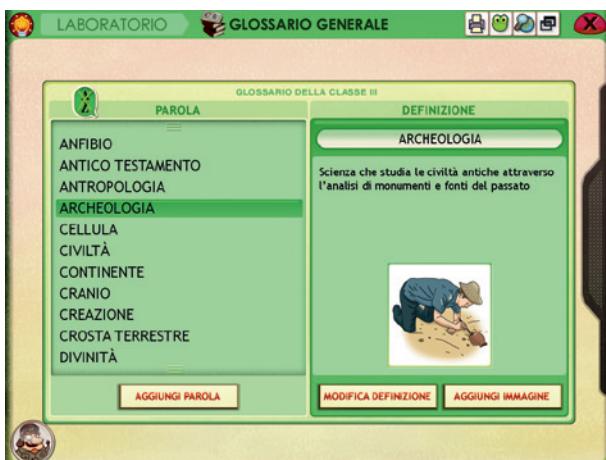 LABORATORIO
GLOSSARIO GENERALE
GLOSSARIO DELLA CLASSE III
PAROLA
ANFIBIO
ANTICO TESTAMENTO
ANTROPOLOGIA
ARCHEOLOGIA
CELLULA
CIVILTÀ
CONTINENTE
CRANIO
CREAZIONE
CROSTA TERRESTRE
DIVINITÀ
AGGIUNGI PAROLA
DEFINIZIONE
ARCHEOLOGIA
Scienza che studia le civiltà antiche attraverso
l'analisi di monumenti e fonti del passato
MODIFICA DEFINIZIONE
AGGIUNGI IMMAGINE